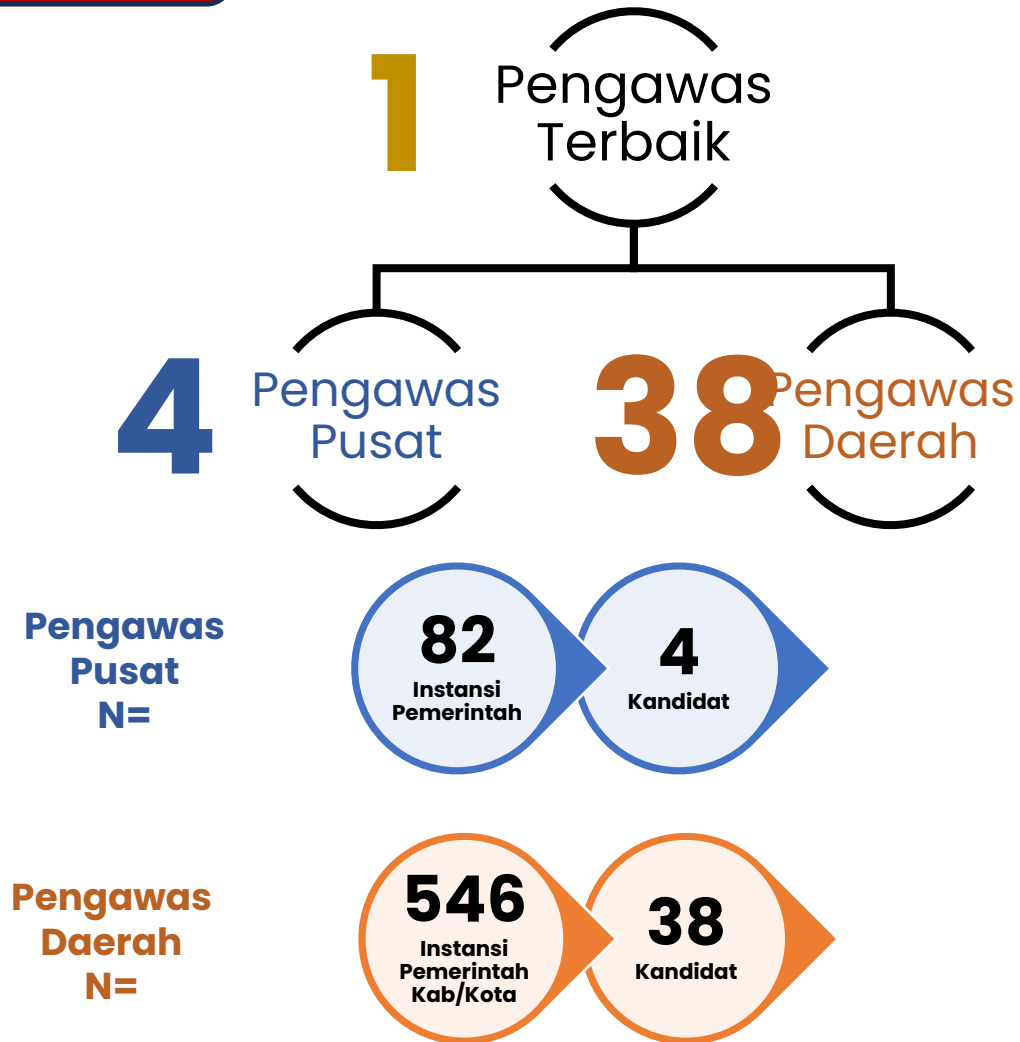 1
Pengawas
Terbaik
4
Pengawas
Pusat
38
Pengawas
Daerah
Pengawas
Pusat
N=
82
Instansi
Pemerintah
4
Kandidat
Pengawas
Daerah
N=
546
Instansi
Pemerintah
Kab/Kota
38
Kandidat